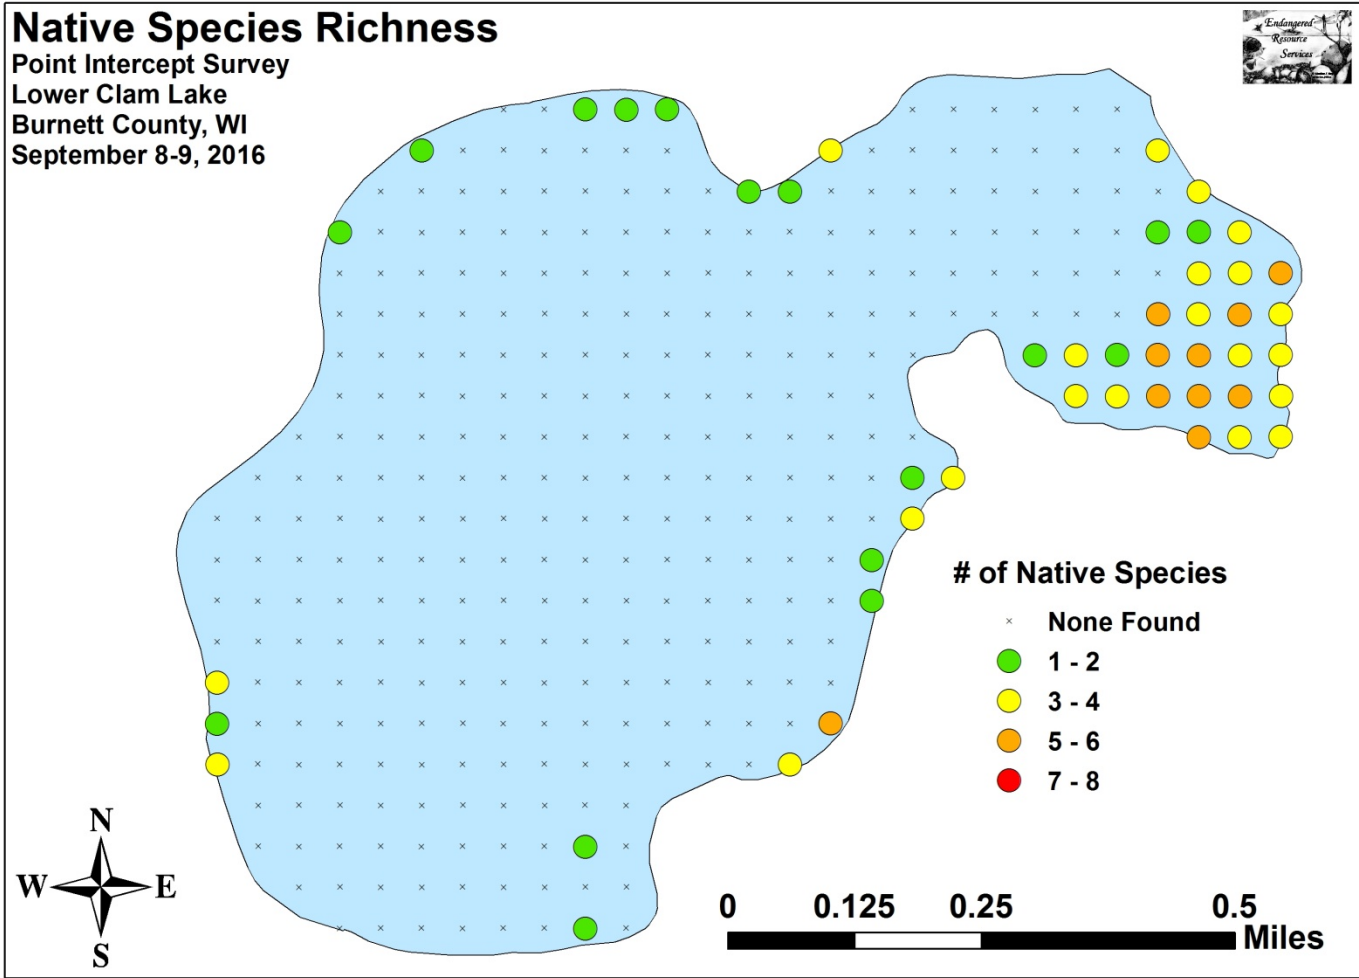 Native Species Richness
Point Intercept Survey
Lower Clam Lake
Burnett County, WI
September 8-9, 2016
Endangered
Resource
Services
# of Native Species
None Found
1 - 2
3 - 4
5 - 6
7 - 8
N
W E
S
0 0.125 0.25 0.5
Miles